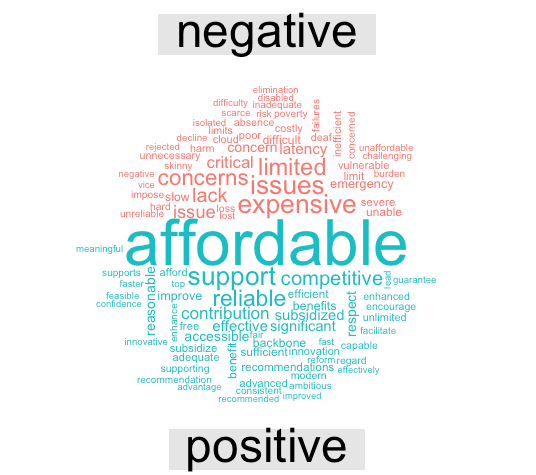 negative
elimination
disabled
difficulty inadequate
scarce risk poverty failures
isolated absence costly inefficient concerned
limits poor difficult deaf
decline cloud
rejected harm concern latency unaffordable
unnecessary critical limited challenging
skinny vulnerable
negative concerns issues limit burden
vice slow lack emergency
impose loss expensive severe
hard issue lost unable
unreliable
affordable
meaningful
supports afford support competitive lead guarantee
faster top
feasible reasonable improve reliable efficient enhanced
confidence benefits respect encourage
enhance contribution subsidized unlimited
free effective significant facilitate
innovative accessible fair
subsidize backbone fast capable
adequate benefit sufficient innovation
reform regard
supporting recommendations effectively
recommendation modern
advantage advanced ambitious
consistent improved
recommended
positive